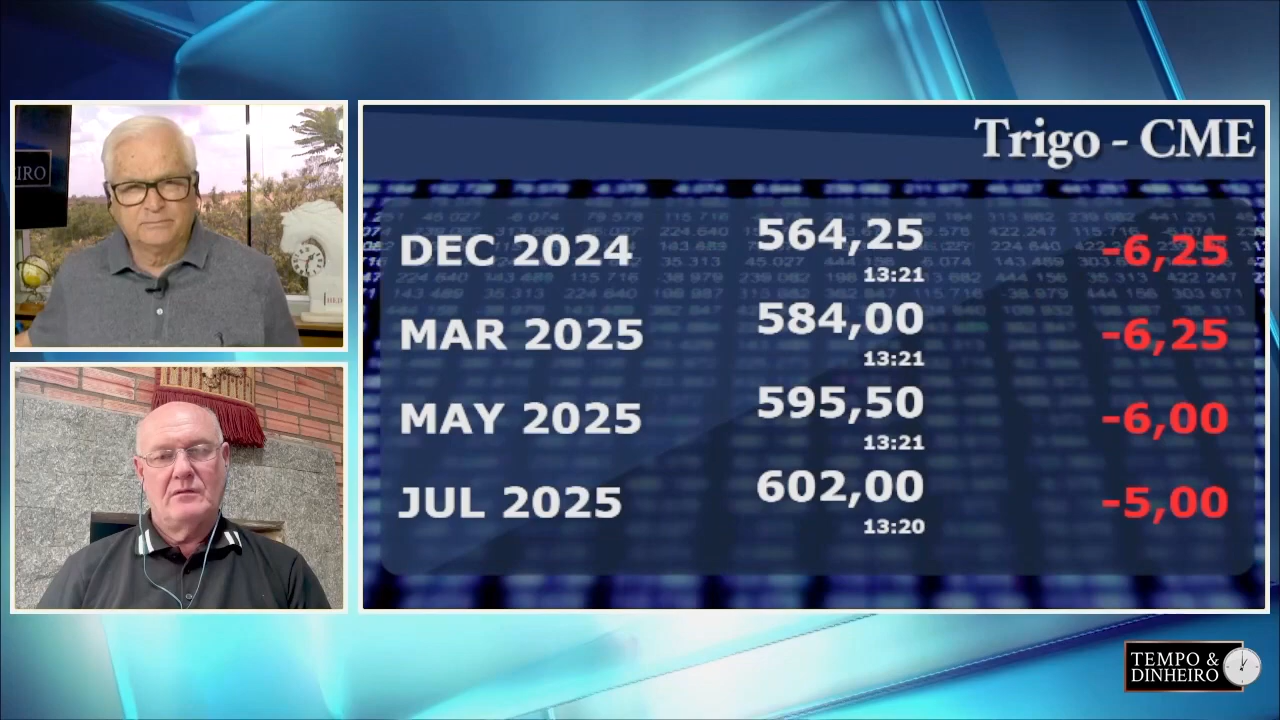 IRO
Trigo - CME
DEC 2024 564,25 -6,25
13:21
MAR 2025 584,00 -6,25
13:21
MAY 2025 595,50 -6,00
13:21
JUL 2025 602,00 -5,00
13:20
TEMPO &
DINHEIRO